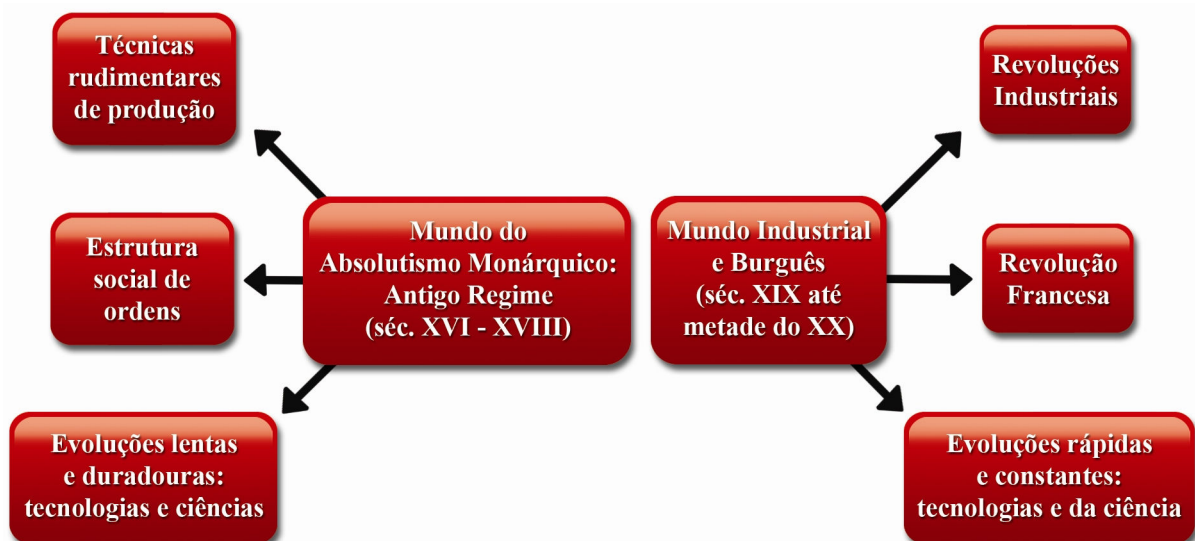 Técnicas
rudimentares
de produção
Estrutura
social de
ordens
Evoluções lentas
e duradouras:
tecnologias e ciências
Mundo do
Absolutismo Monárquico:
Antigo Regime
(séc. XVI - XVIII)
Mundo Industrial
e Burguês
(séc. XIX até
metade do XX)
Revoluções
Industriais
Revolução
Francesa
Evoluções rápidas
e constantes:
tecnologias e da ciência